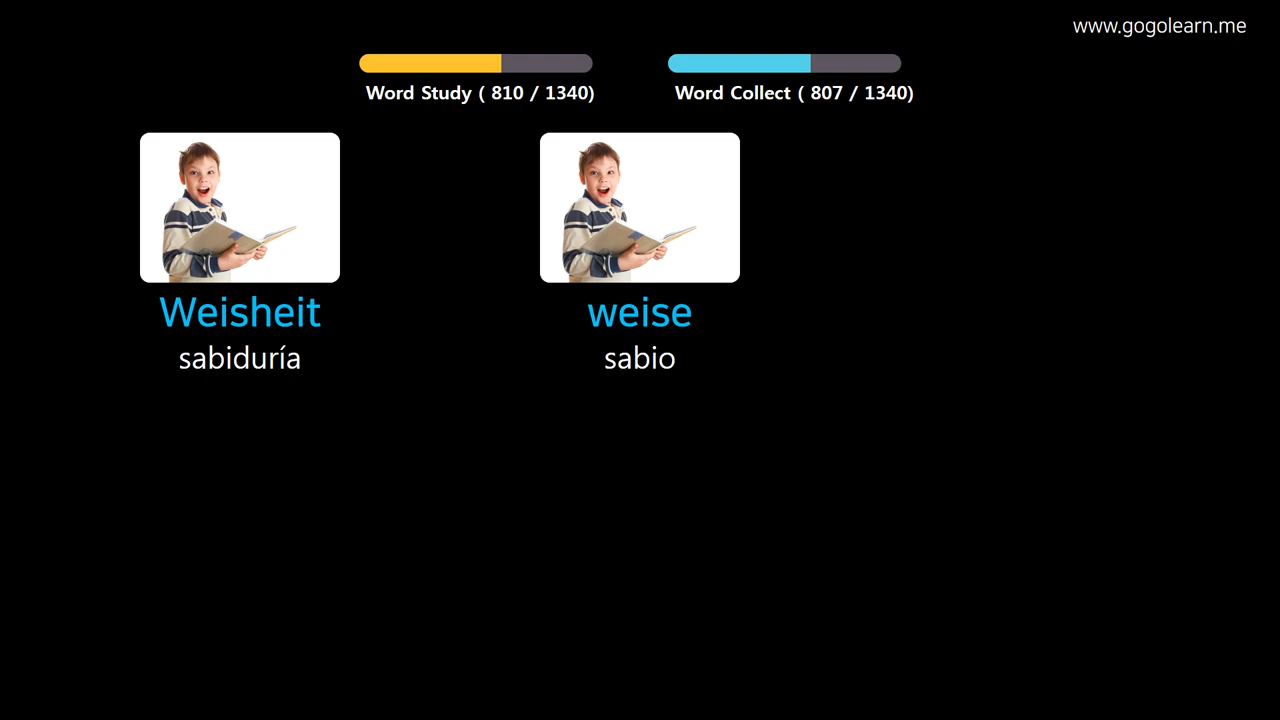 www.gogolearn.me
Word Study ( 810 / 1340)
Word Collect ( 807 / 1340)
Weisheit
sabiduría
weise
sabio